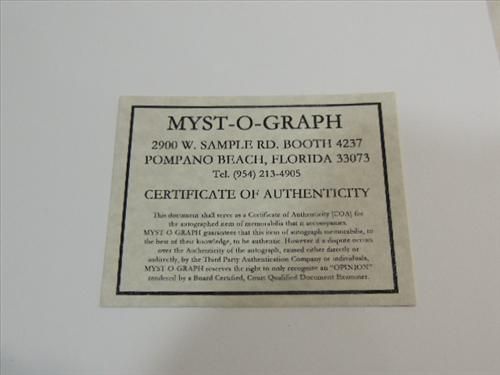 MYST-O-GRAPH
2900 W. SAMPLE RD. BOOTH 4237
POMPANO BEACH, FLORIDA 33073
Tel. (954) 213-4905
CERTIFICATE OF AUTHENTICITY
This document shall serve as a Certificate of Authenticity [COA] for
the autographed item of memorabilia that it accompanies.
MYST O GRAPH guarantees that this item of autograph memorabilia, to
the best of their knowledge, to be authentic. However if a dispute occurs
over the Authenticity of the autograph, caused either directly or
indirectly, by the Third Party Authentication Company or individuals,
MYST O GRAPH reserves the right to only recognize an "OPINION"
rendered by a Board Certified, Court Qualified Document Examiner.